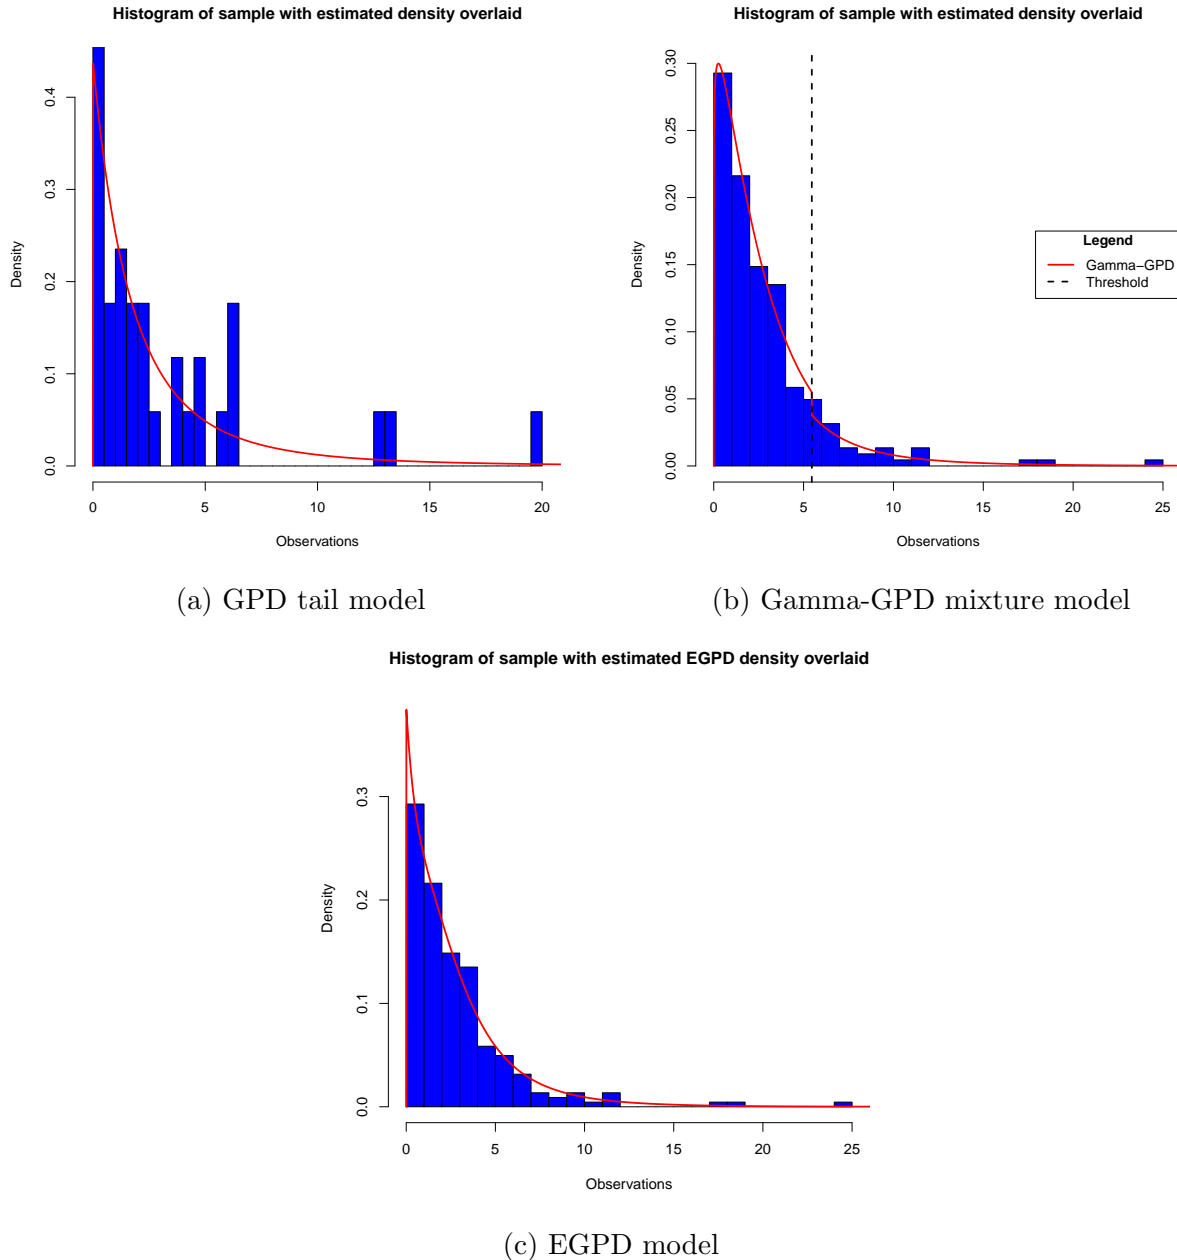 Histogram of sample with estimated density overlaid
Density
0.0
0.1
0.2
0.3
0.4
0 5 10 15 20
Observations
(a) GPD tail model
Histogram of sample with estimated density overlaid
Density
0.00
0.05
0.10
0.15
0.20
0.25
0.30
Legend
Gamma−GPD
Threshold
0 5 10 15 20 25
Observations
(b) Gamma-GPD mixture model
Histogram of sample with estimated EGPD density overlaid
Density
0.0
0.1
0.2
0.3
0 5 10 15 20 25
Observations
(c) EGPD model